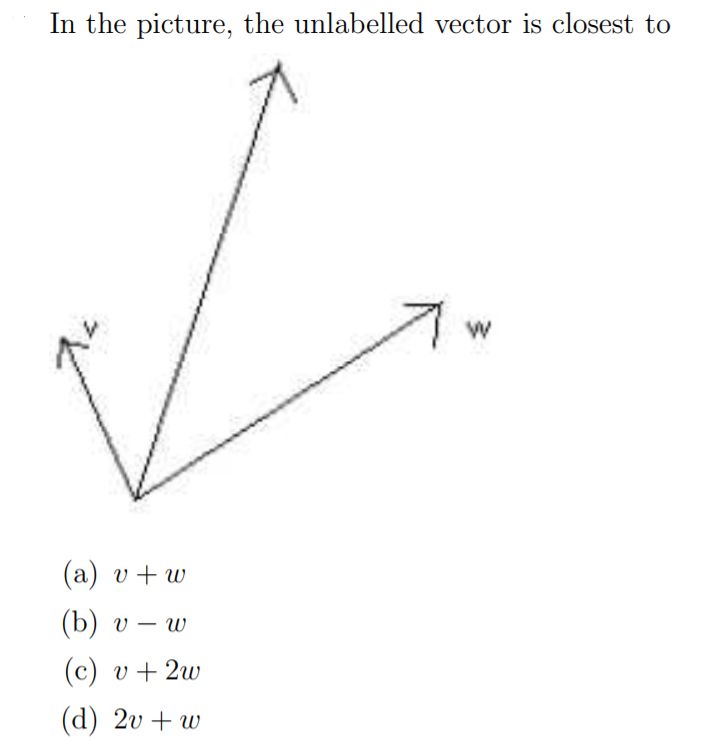 In the picture, the unlabelled vector is closest to
v
w
(a) v + w
(b) v − w
(c) v + 2w
(d) 2v + w